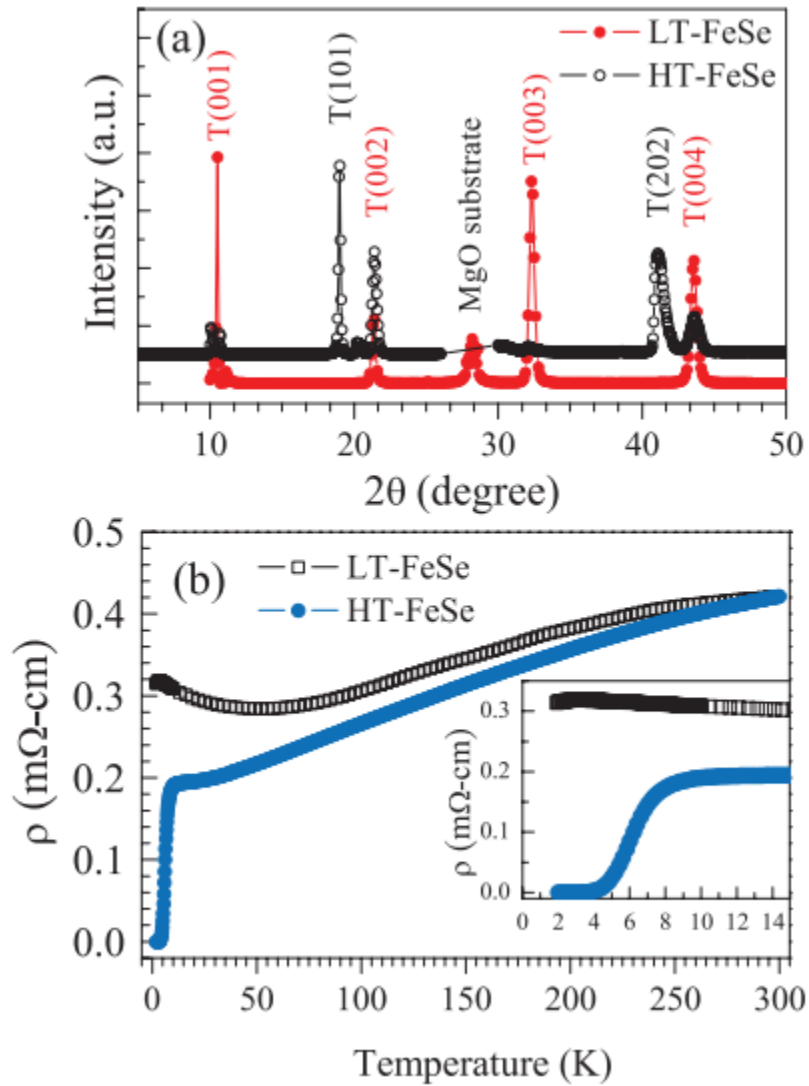 (a)
LT-FeSe
HT-FeSe
T(001)
T(101)
T(002)
MgO substrate
T(003)
T(202)
T(004)
Intensity (a.u.)
10 20 30 40 50
2θ (degree)
(b)
LT-FeSe
HT-FeSe
0.5
0.4
0.3
0.2
0.1
0.0
ρ (mΩ-cm)
0.3
0.2
0.1
0.0
ρ (mΩ-cm)
0 2 4 6 8 10 12 14
0 50 100 150 200 250 300
Temperature (K)